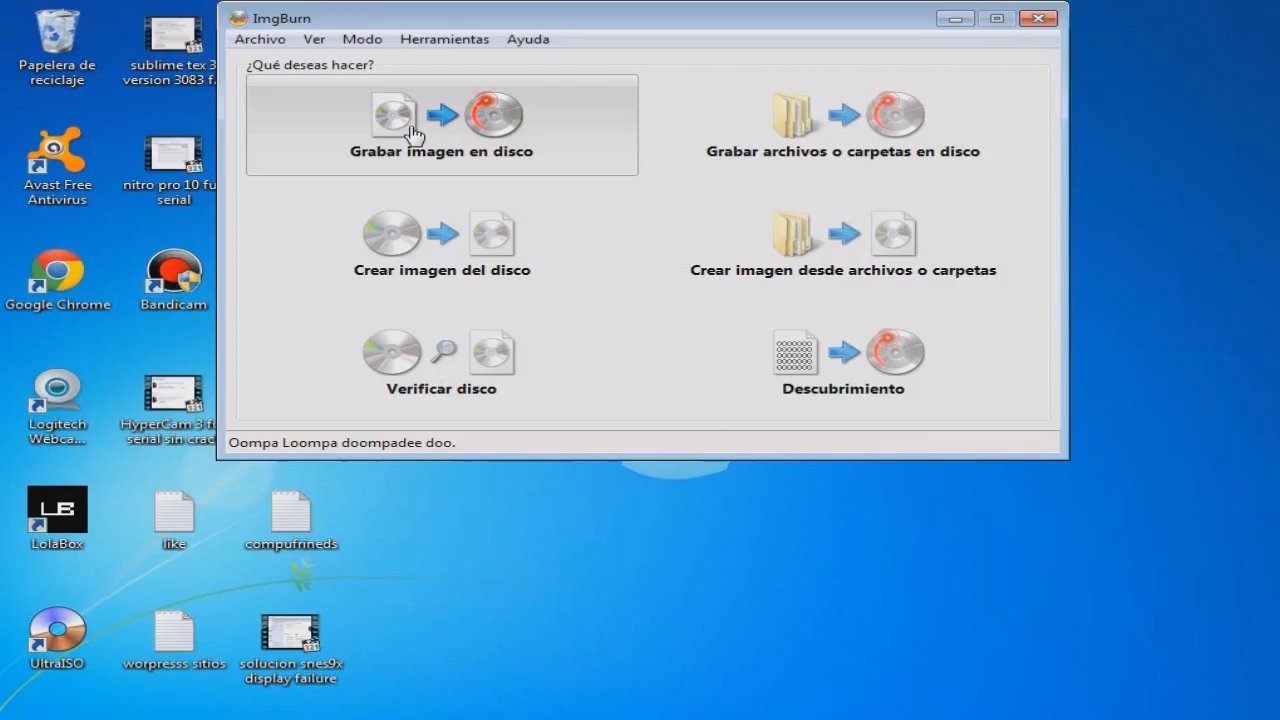 ImgBurn
Archivo Ver Modo Herramientas Ayuda
¿Qué deseas hacer?
Grabar imagen en disco
Grabar archivos o carpetas en disco
Crear imagen del disco
Crear imagen desde archivos o carpetas
Verificar disco
Descubrimiento
Oompa Loompa doompadee doo.
Papelera de
reciclaje
sublime tex 3
version 3083 f.
Avast Free
Antivirus
nitro pro 10 fu
serial
Google Chrome
Bandicam
Logitech
Webca...
HyperCam 3 fu
serial sin crac
LB
LolaBox
like
compufrineds
UltraISO
worpresss sitios
solucion snes9x
display failure